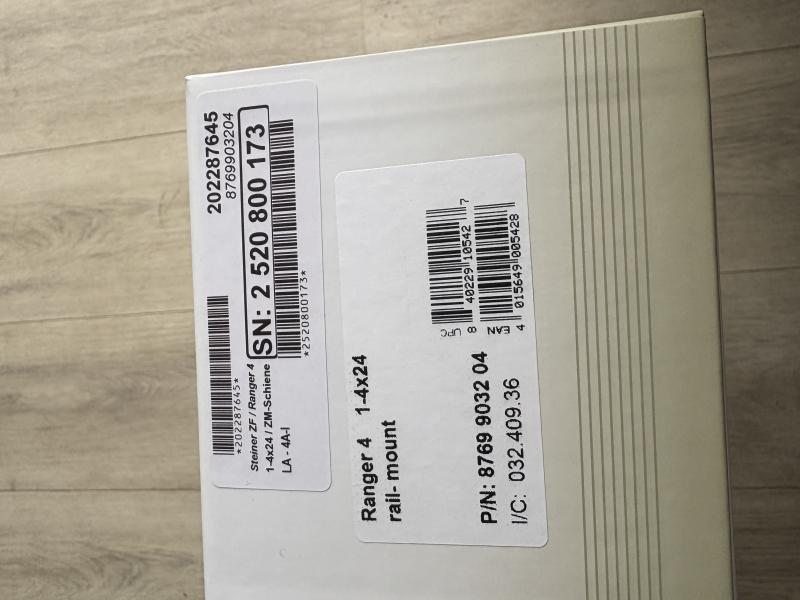 202287645
8769903204
*202287645*
SN: 2 520 800 173
Steiner ZF / Ranger 4
1-4x24 / ZM-Schiene
LA - 4A-I
*2520800173*
Ranger 4 1-4x24
rail- mount
UPC
8 40229 10542 7
EAN
4 015649 005428
P/N: 8769 9032 04
I/C: 032.409.36